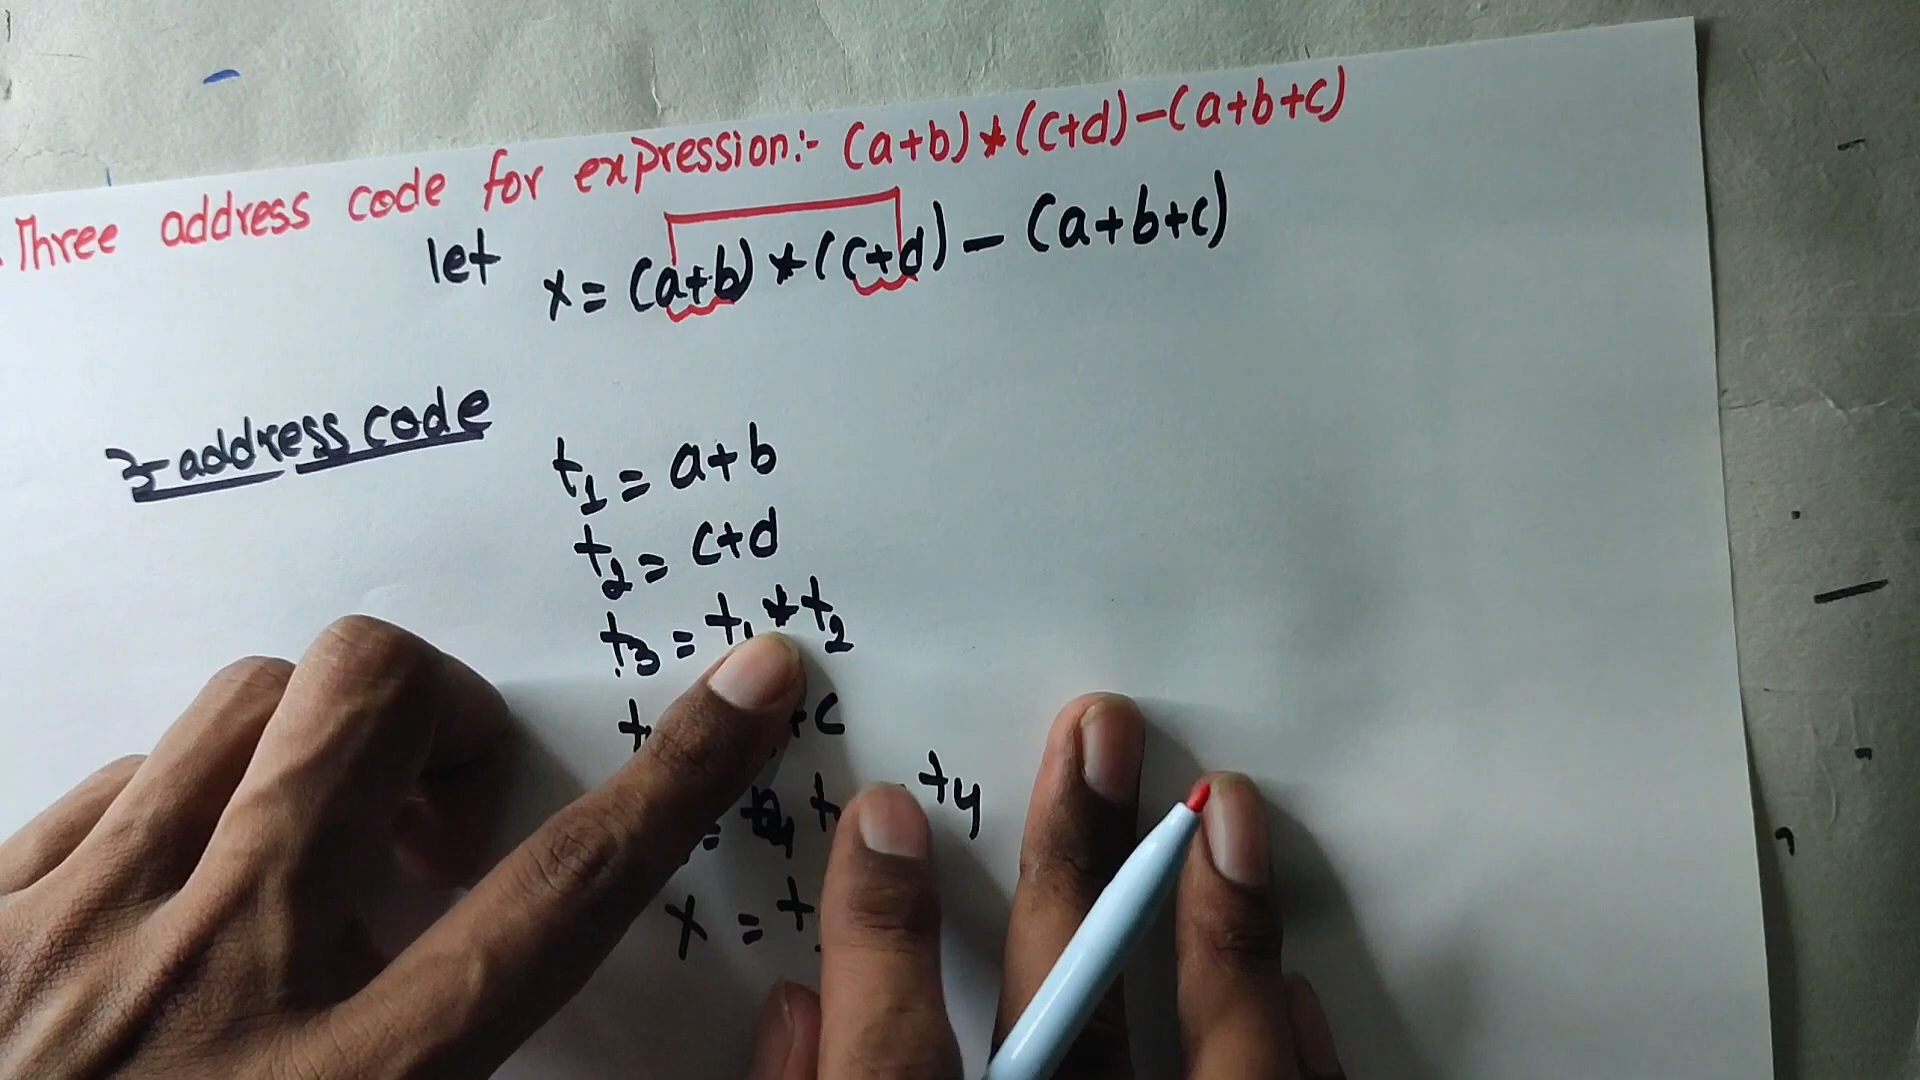 Three address code for expression:- (a+b)*(c+d)-(a+b+c)
let x = (a+b)*(c+d) - (a+b+c)
3-address code
t1 = a+b
t2 = c+d
t3 = t1 * t2
+c
= t4
x =